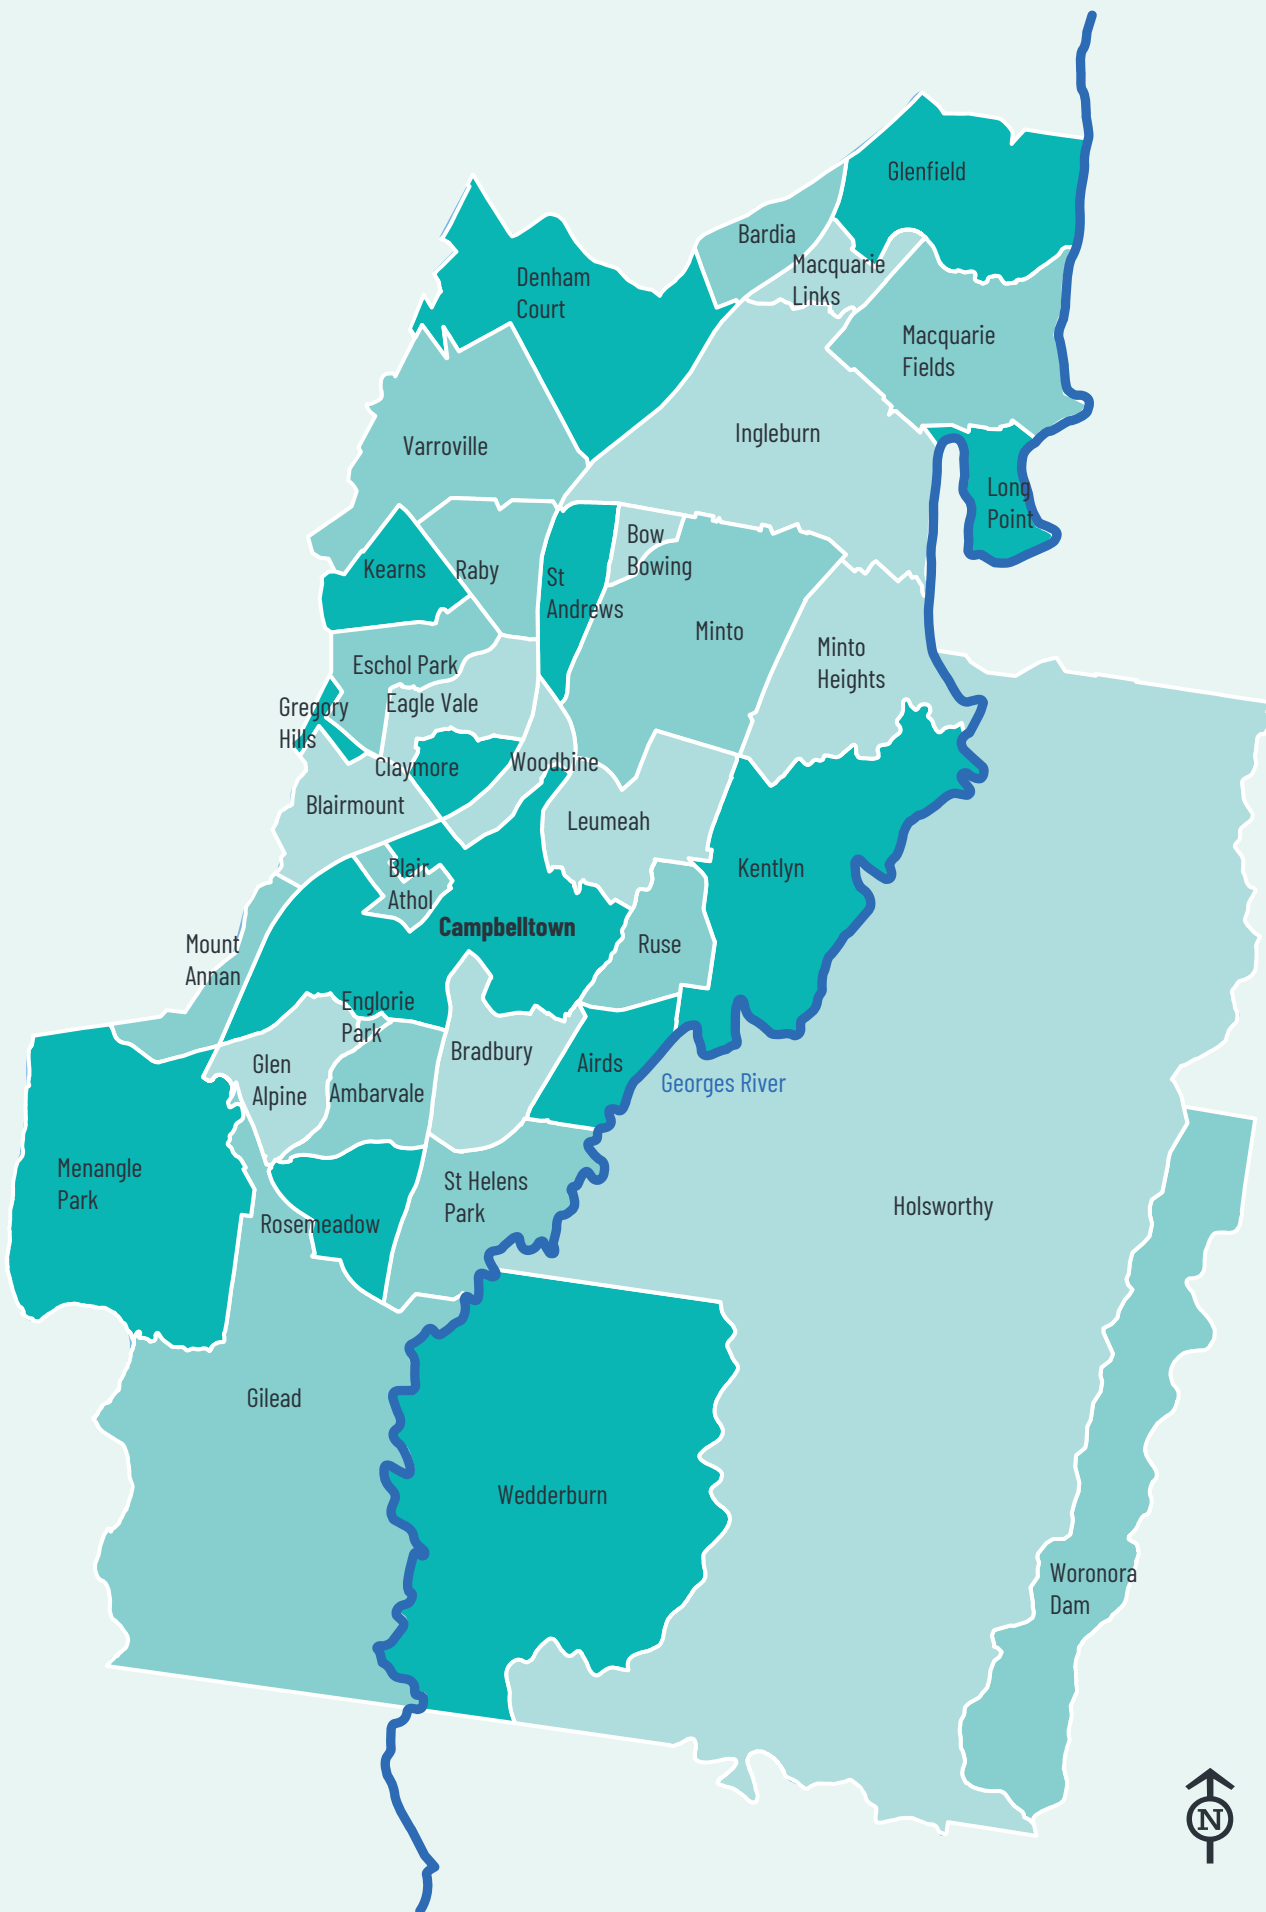 Glenfield
Bardia
Macquarie
Links
Denham
Court
Macquarie
Fields
Ingleburn
Varroville
Long
Point
Bow
Bowing
Kearns
Raby
St
Andrews
Minto
Minto
Heights
Eschol Park
Eagle Vale
Gregory
Hills
Claymore
Woodbine
Blairmount
Leumeah
Blair
Athol
Kentlyn
Campbelltown
Ruse
Mount
Annan
Englorie
Park
Glen
Alpine
Bradbury
Airds
Georges River
Ambarvale
Menangle
Park
St Helens
Park
Rosemeadow
Holsworthy
Gilead
Wedderburn
Woronora
Dam
N